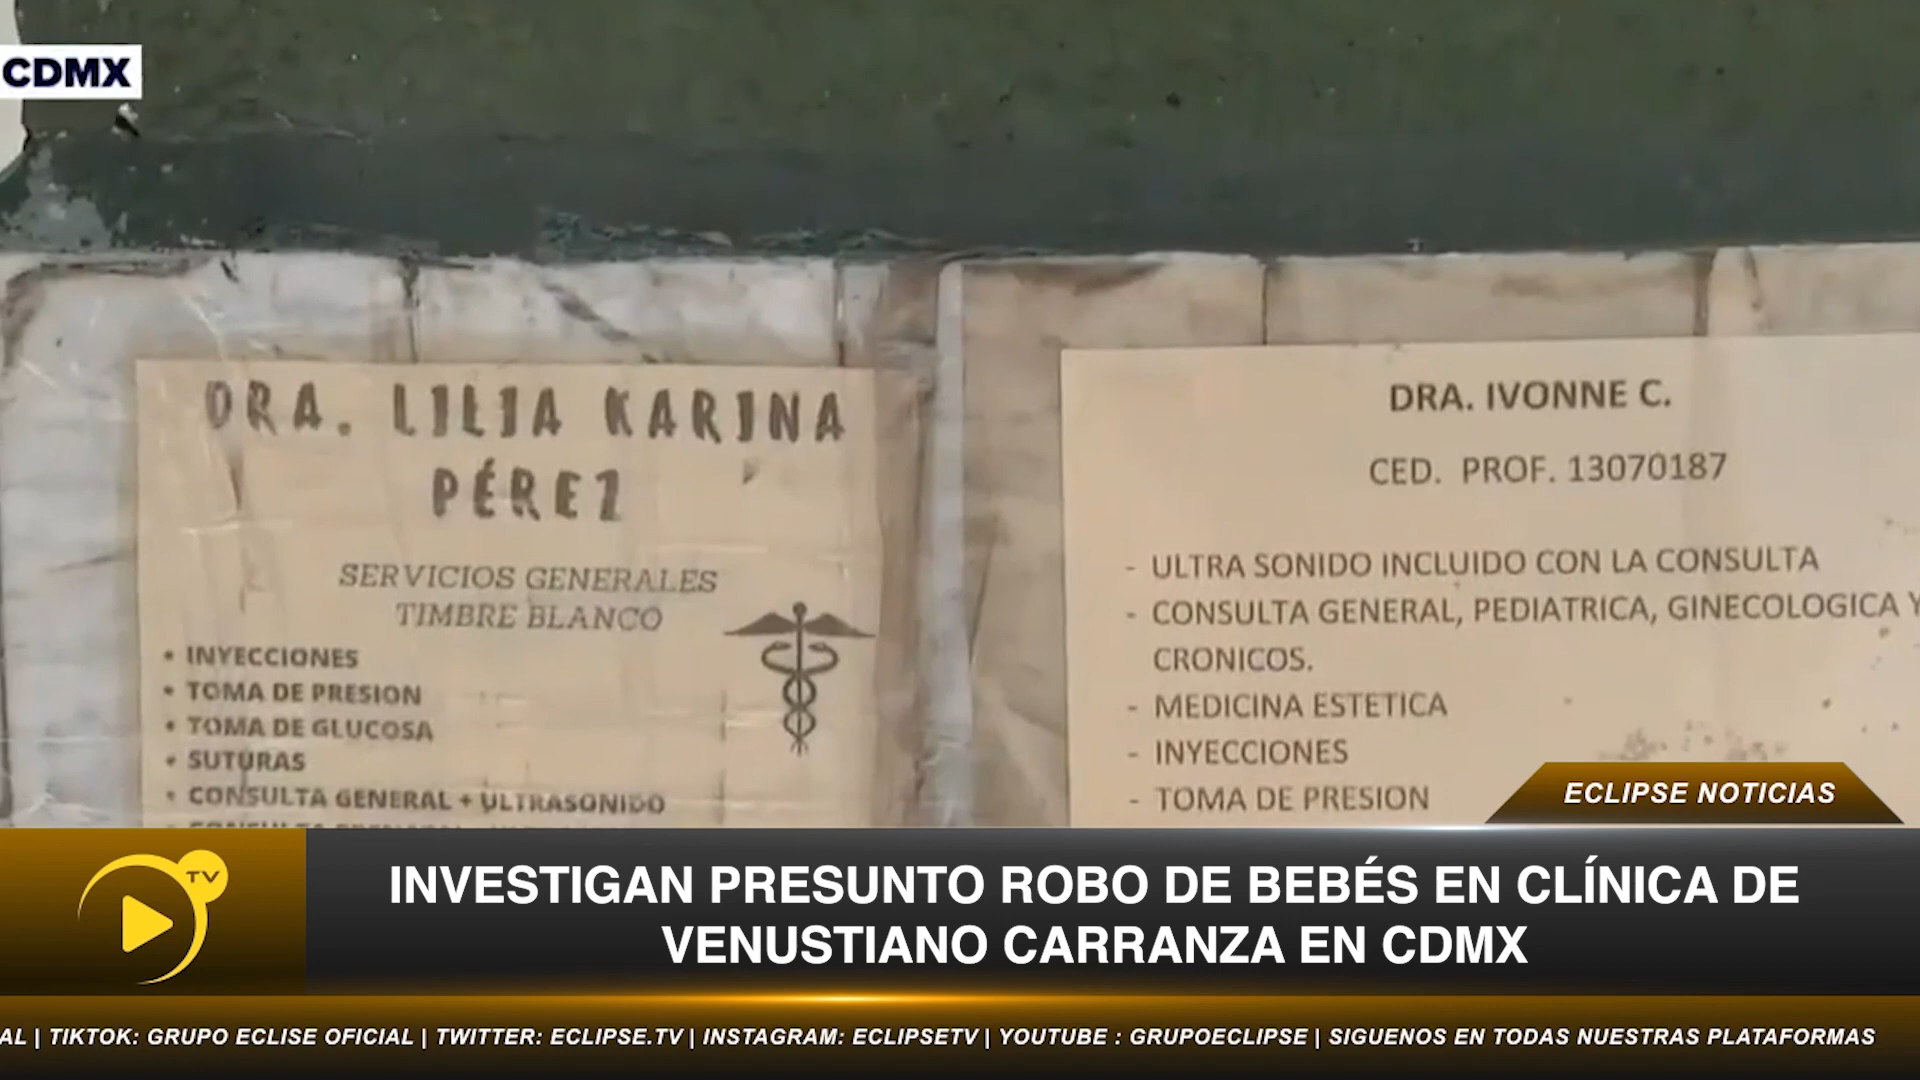 CDMX
DRA. LILIA KARINA
PÉREZ
SERVICIOS GENERALES
TIMBRE BLANCO
• INYECCIONES
• TOMA DE PRESION
• TOMA DE GLUCOSA
• SUTURAS
• CONSULTA GENERAL + ULTRASONIDO
DRA. IVONNE C.
CED. PROF. 13070187
- ULTRA SONIDO INCLUIDO CON LA CONSULTA
- CONSULTA GENERAL, PEDIATRICA, GINECOLOGICA Y
CRONICOS.
- MEDICINA ESTETICA
- INYECCIONES
- TOMA DE PRESION
ECLIPSE NOTICIAS
TV
INVESTIGAN PRESUNTO ROBO DE BEBÉS EN CLÍNICA DE
VENUSTIANO CARRANZA EN CDMX
AL | TIKTOK: GRUPO ECLISE OFICIAL | TWITTER: ECLIPSE.TV | INSTAGRAM: ECLIPSETV | YOUTUBE : GRUPOECLIPSE | SIGUENOS EN TODAS NUESTRAS PLATAFORMAS